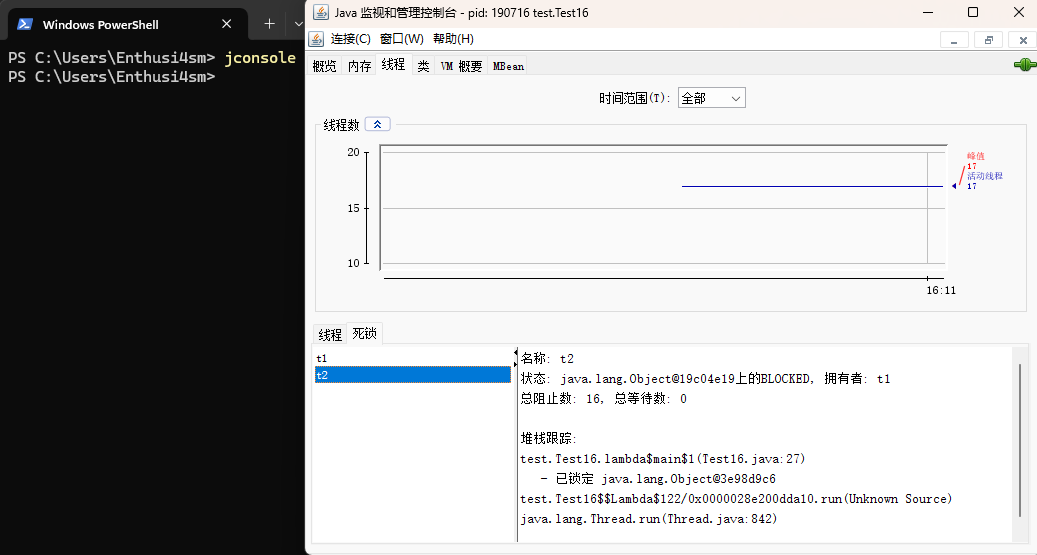 Windows PowerShell
PS C:\Users\Enthusi4sm> jconsole
PS C:\Users\Enthusi4sm>
Java 监视和管理控制台 - pid: 190716 test.Test16
连接(C) 窗口(W) 帮助(H)
概览 内存 线程 类 VM 概要 MBean
时间范围(T): 全部
线程数
20
15
10
峰值
17
活动线程
17
16:11
线程 死锁
t1
t2
名称: t2
状态: java.lang.Object@19c04e19上的BLOCKED, 拥有者: t1
总阻止数: 16, 总等待数: 0
堆栈跟踪:
test.Test16.lambda$main$1(Test16.java:27)
- 已锁定 java.lang.Object@3e98d9c6
test.Test16$$Lambda$122/0x0000028e200dda10.run(Unknown Source)
java.lang.Thread.run(Thread.java:842)